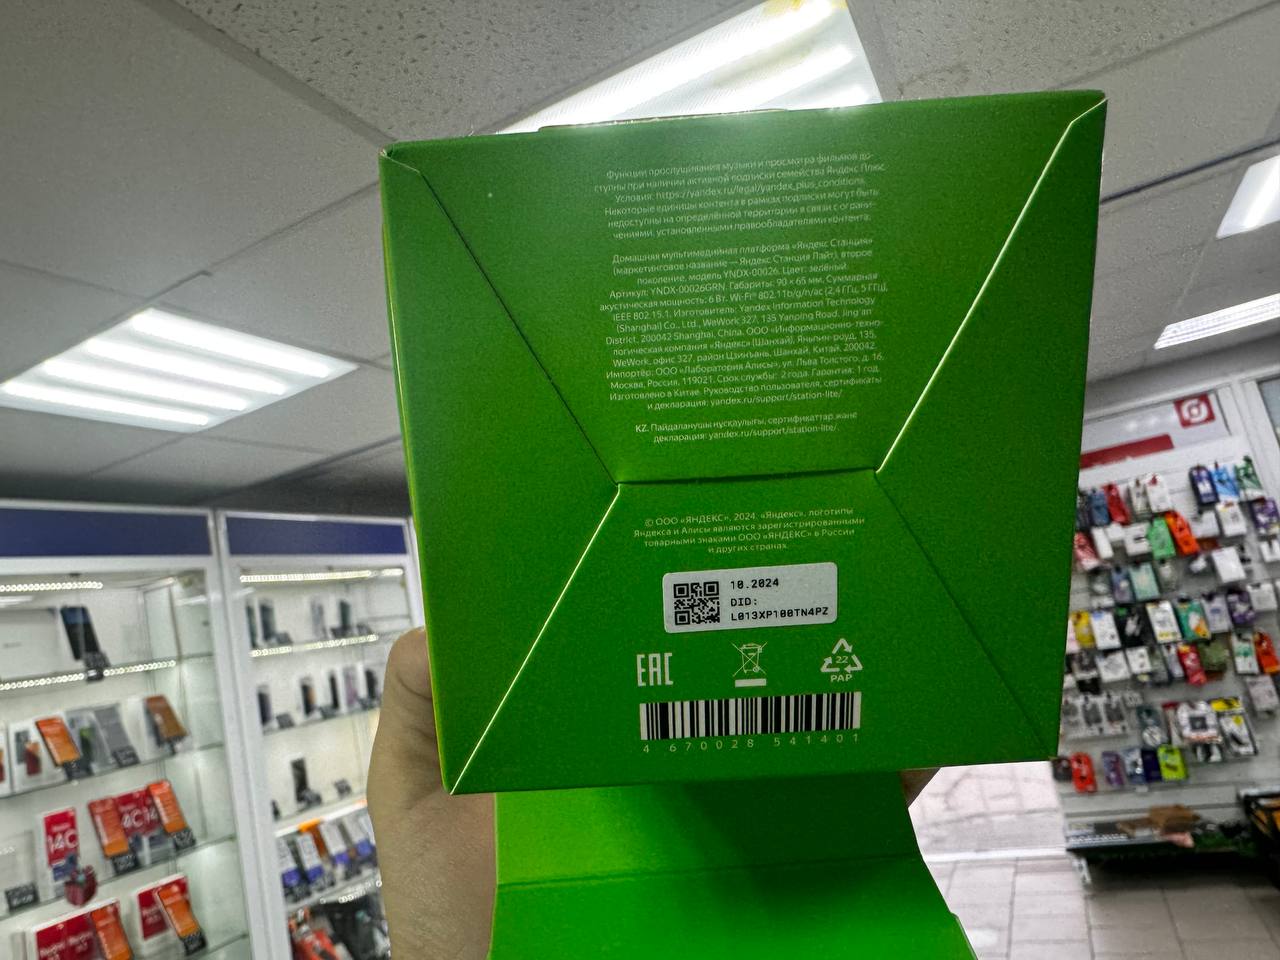 Функции прослушивания музыки и просмотра фильмов до-
ступны при наличии активной подписки семейства Яндекс Плюс.
Условия: https://yandex.ru/legal/yandex_plus_conditions.
Некоторые единицы контента в рамках подписки могут быть
недоступны на определённой территории в связи с ограни-
чениями, установленными правообладателями контента.
Домашняя мультимедийная платформа «Яндекс Станция»
(маркетинговое название — Яндекс Станция Лайт), второе
поколение, модель YNDX-00026. Цвет: зелёный.
Артикул: YNDX-00026GRN. Габариты: 90 × 65 мм. Суммарная
акустическая мощность: 6 Вт. Wi-Fi® 802.11b/g/n/ac (2,4 ГГц, 5 ГГц),
IEEE 802.15.1. Изготовитель: Yandex Information Technology
(Shanghai) Co., Ltd., WeWork 327, 135 Yanping Road, Jing'an
District, 200042 Shanghai, China. ООО «Информационно-техно-
логическая компания «Яндекс (Шанхай), Яньпин-роуд, 135,
WeWork, офис 327, район Цзинъань, Шанхай, Китай, 200042.
Импортёр: ООО «Лаборатория Алисы», ул. Льва Толстого, д. 16,
Москва, Россия, 119021. Срок службы: 2 года. Гарантия: 1 год.
Изготовлено в Китае. Руководство пользователя, сертификаты
и декларация: yandex.ru/support/station-lite/
KZ. Пайдаланушы нұсқаулығы, сертификаттар және
декларация: yandex.ru/support/station-lite/
© ООО «ЯНДЕКС», 2024. «Яндекс», логотипы
Яндекса и Алисы являются зарегистрированными
товарными знаками ООО «ЯНДЕКС» в России
и других странах.
10.2024
DID:
L013XP100TN4PZ
EAC
22
PAP
4 670028 541401
14C